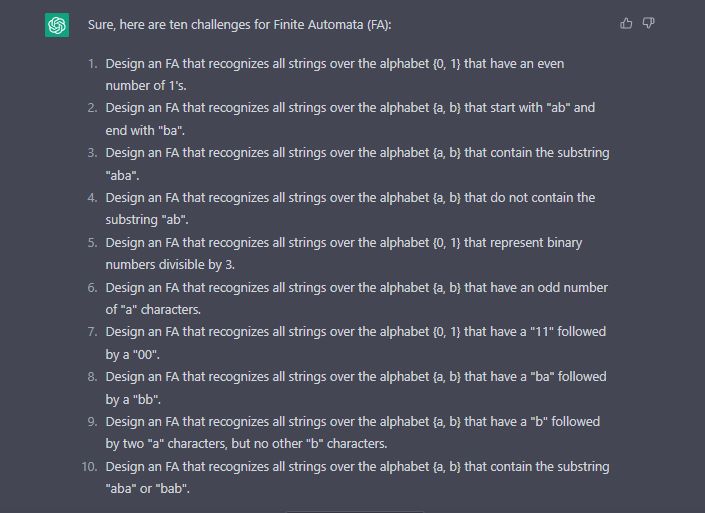 Sure, here are ten challenges for Finite Automata (FA):
1. Design an FA that recognizes all strings over the alphabet {0, 1} that have an even
number of 1's.
2. Design an FA that recognizes all strings over the alphabet {a, b} that start with "ab" and
end with "ba".
3. Design an FA that recognizes all strings over the alphabet {a, b} that contain the substring
"aba".
4. Design an FA that recognizes all strings over the alphabet {a, b} that do not contain the
substring "ab".
5. Design an FA that recognizes all strings over the alphabet {0, 1} that represent binary
numbers divisible by 3.
6. Design an FA that recognizes all strings over the alphabet {a, b} that have an odd number
of "a" characters.
7. Design an FA that recognizes all strings over the alphabet {0, 1} that have a "11" followed
by a "00".
8. Design an FA that recognizes all strings over the alphabet {a, b} that have a "ba" followed
by a "bb".
9. Design an FA that recognizes all strings over the alphabet {a, b} that have a "b" followed
by two "a" characters, but no other "b" characters.
10. Design an FA that recognizes all strings over the alphabet {a, b} that contain the substring
"aba" or "bab".